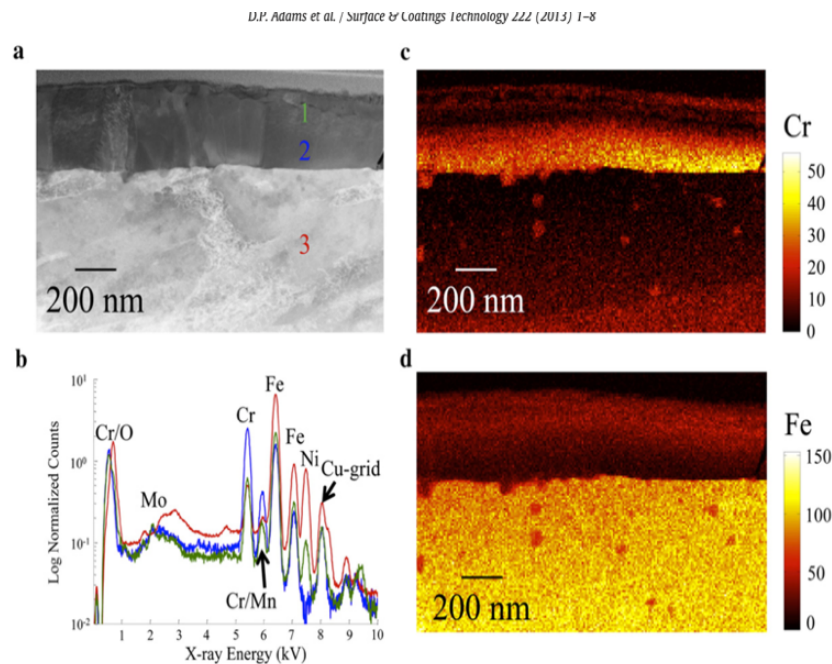 D.P. Adams et al. / Surface & Coatings Technology 222 (2013) 1–8
a
1
2
3
200 nm
c
200 nm
Cr
50
40
30
20
10
0
b
Log Normalized Counts
10¹
10⁰
10⁻¹
10⁻²
Cr/O
Mo
Cr
Fe
Fe
Ni
Cu-grid
Cr/Mn
1 2 3 4 5 6 7 8 9 10
X-ray Energy (kV)
d
200 nm
Fe
150
100
50
0